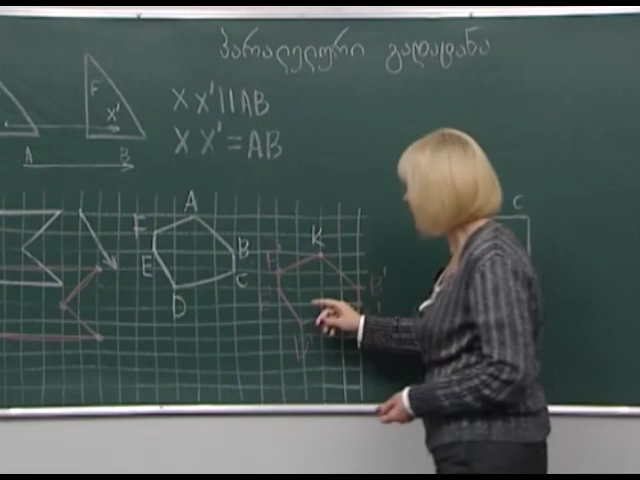 პარალელური გადატანა
F
X'
X X' || AB
A B
X X' = AB
C
A
F
B
K
E
C
F'
B'
D